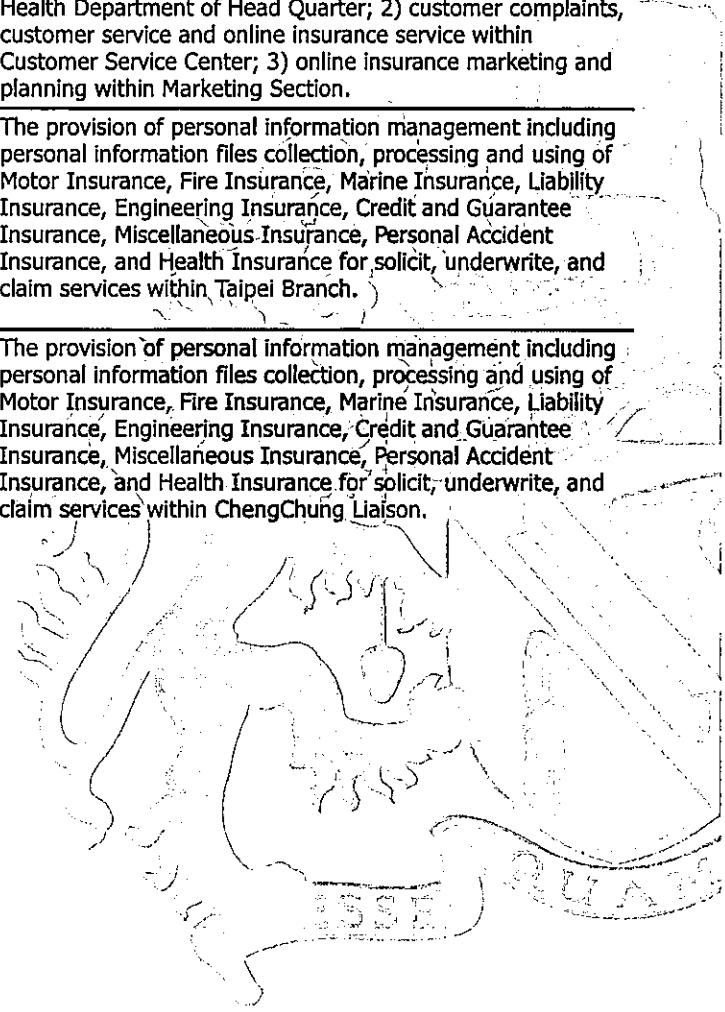 Health Department of Head Quarter; 2) customer complaints,
customer service and online insurance service within
Customer Service Center; 3) online insurance marketing and
planning within Marketing Section.
The provision of personal information management including
personal information files collection, processing and using of
Motor Insurance, Fire Insurance, Marine Insurance, Liability
Insurance, Engineering Insurance, Credit and Guarantee
Insurance, Miscellaneous Insurance, Personal Accident
Insurance, and Health Insurance for solicit, underwrite, and
claim services within Taipei Branch.
The provision of personal information management including
personal information files collection, processing and using of
Motor Insurance, Fire Insurance, Marine Insurance, Liability
Insurance, Engineering Insurance, Credit and Guarantee
Insurance, Miscellaneous Insurance, Personal Accident
Insurance, and Health Insurance for solicit, underwrite, and
claim services within ChengChung Liaison.
ESSE QUAM